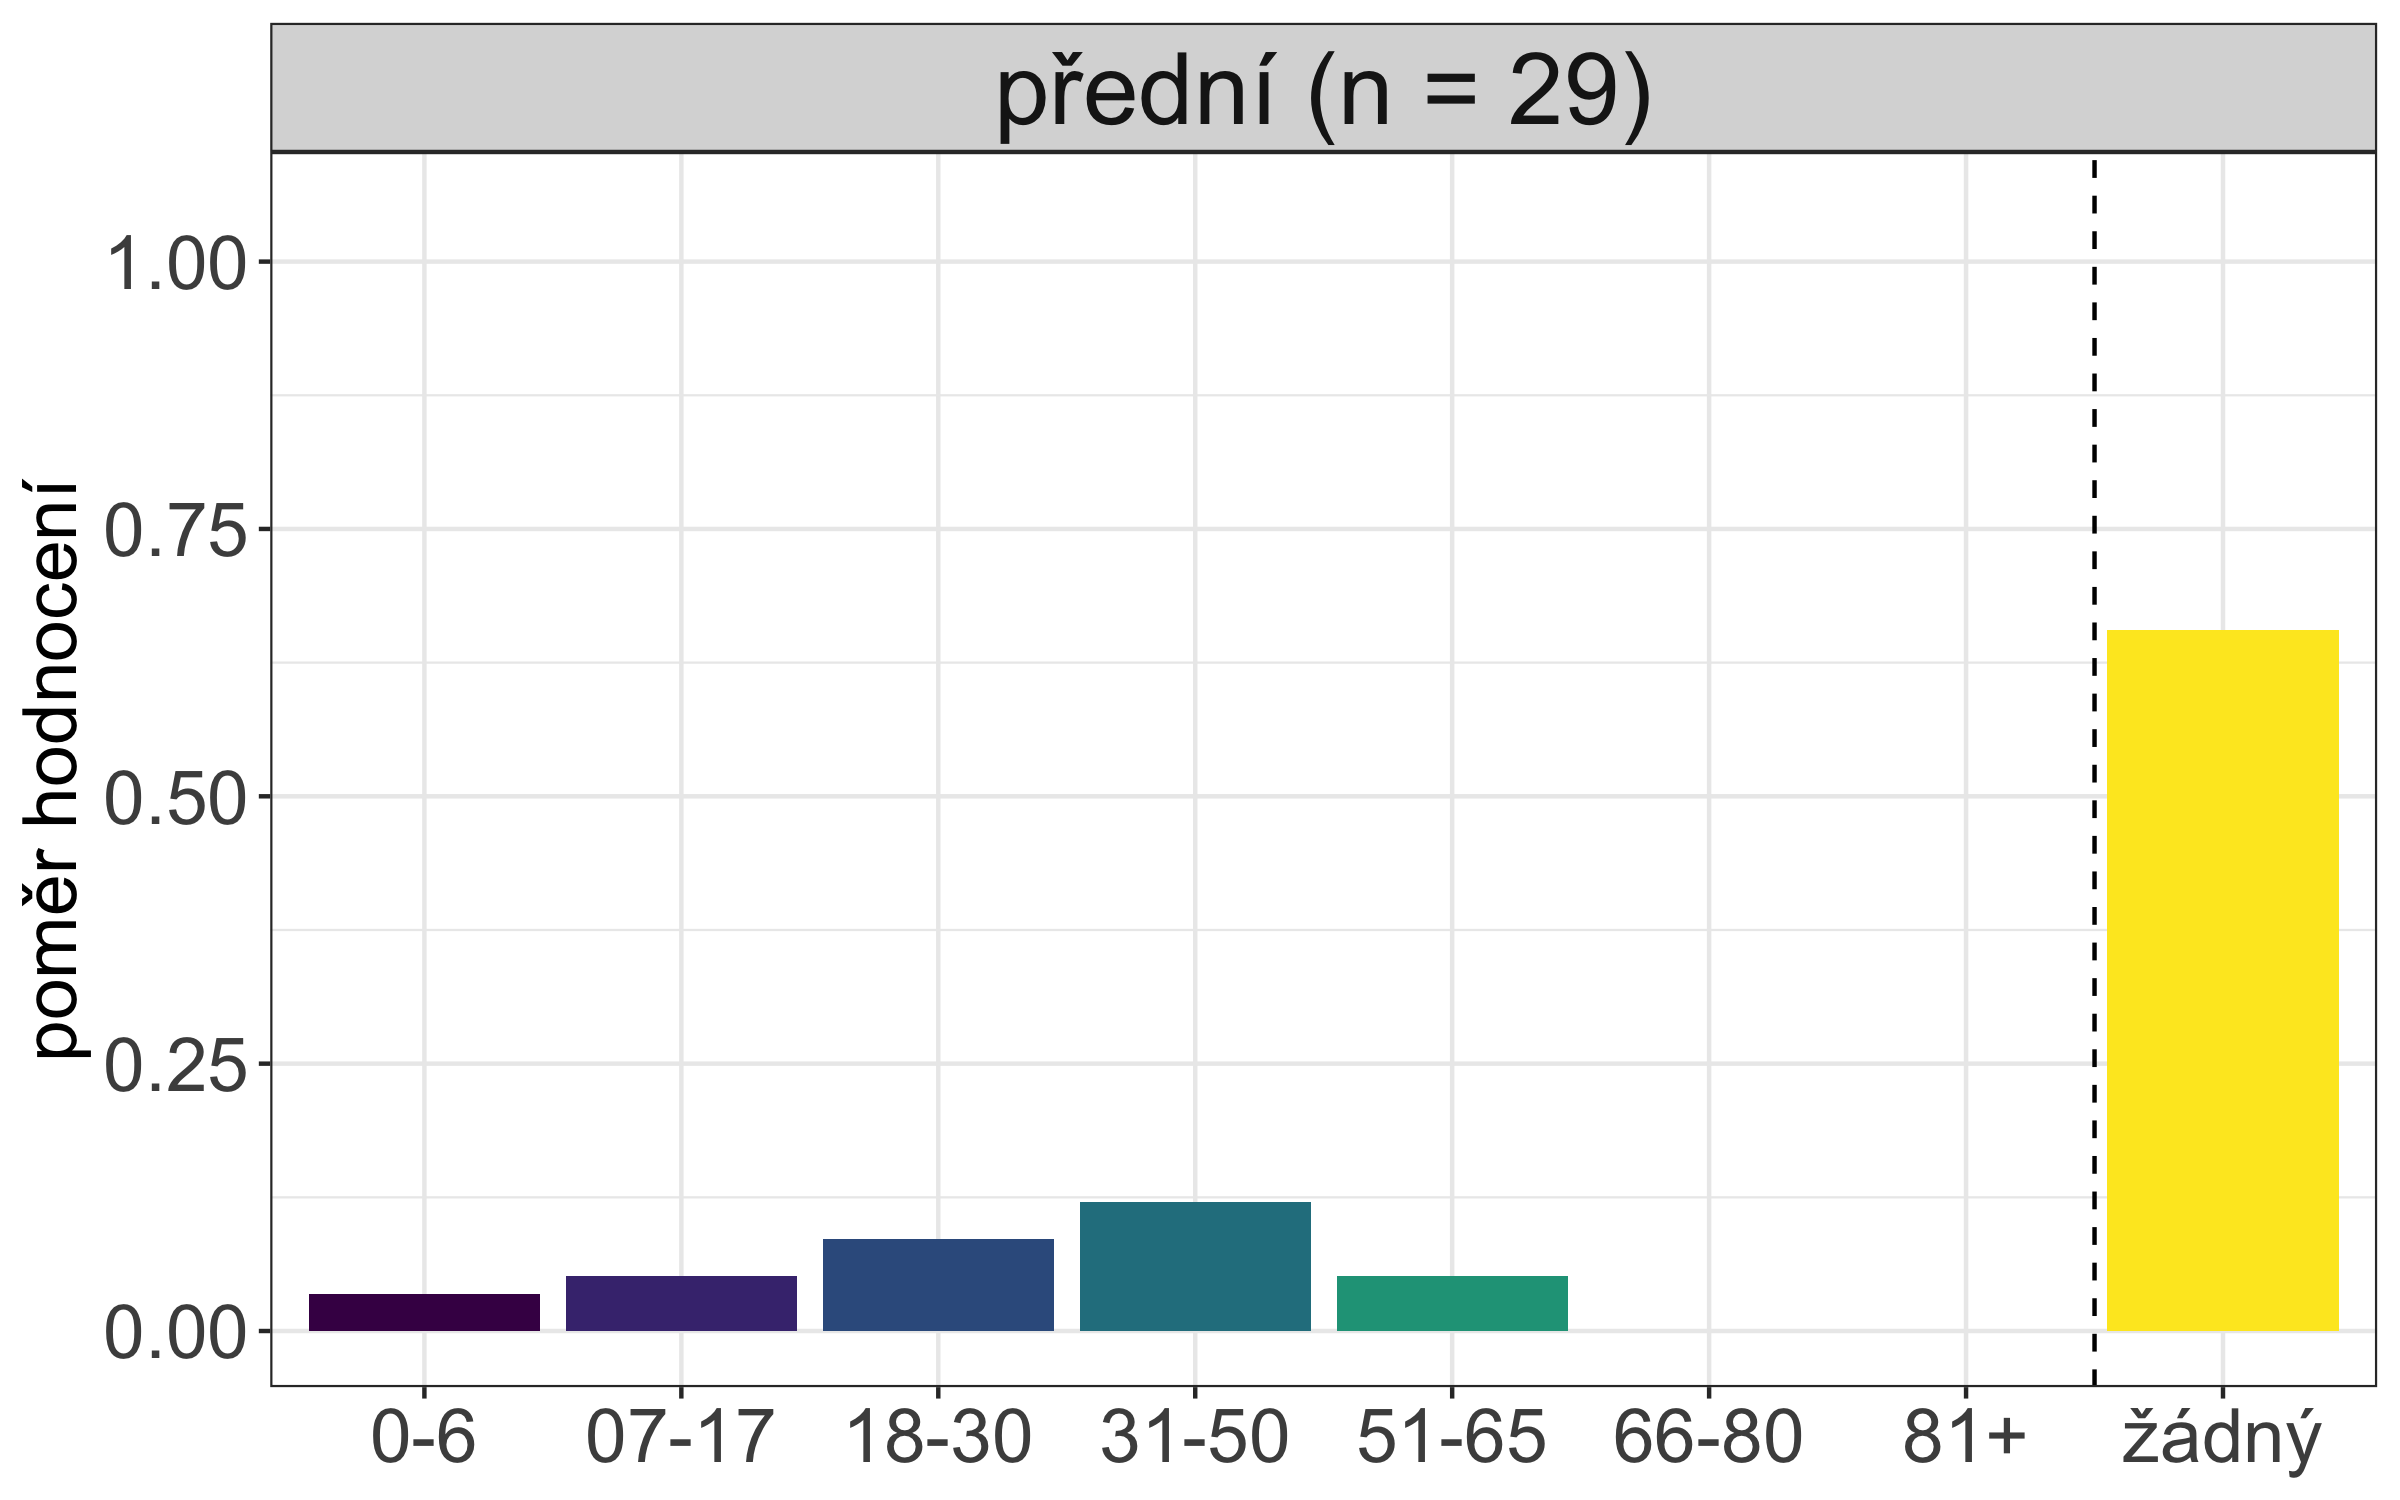 přední (n = 29)
poměr hodnocení
1.00
0.75
0.50
0.25
0.00
0-6 07-17 18-30 31-50 51-65 66-80 81+ žádný